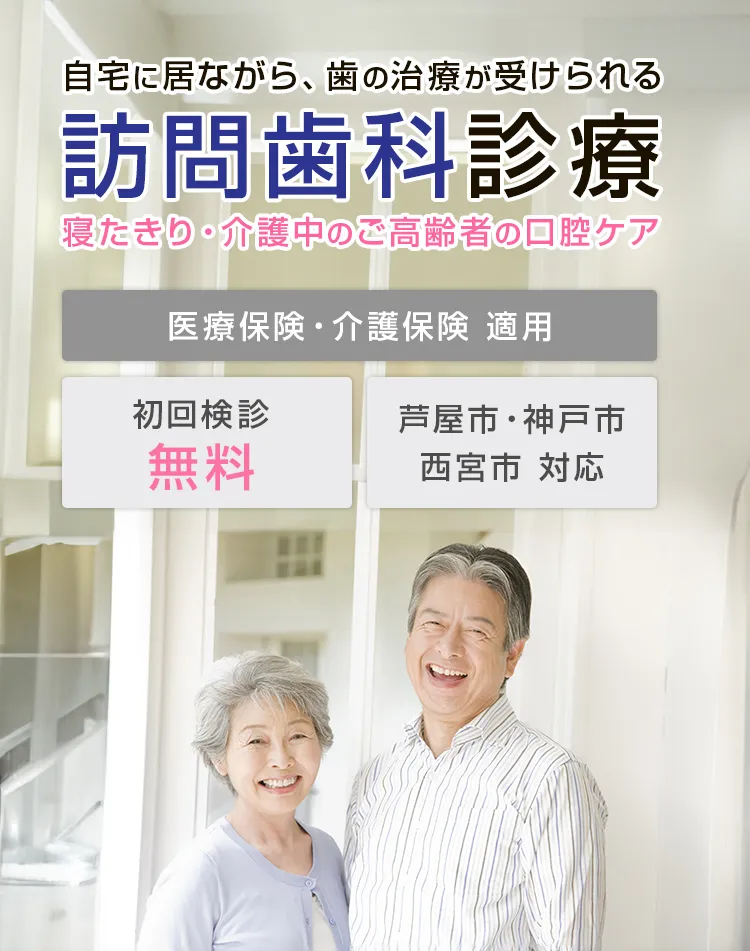 自宅に居ながら、歯の治療が受けられる
訪問歯科診療
寝たきり・介護中のご高齢者の口腔ケア
医療保険・介護保険 適用
初回検診
無料
芦屋市・神戸市
西宮市 対応